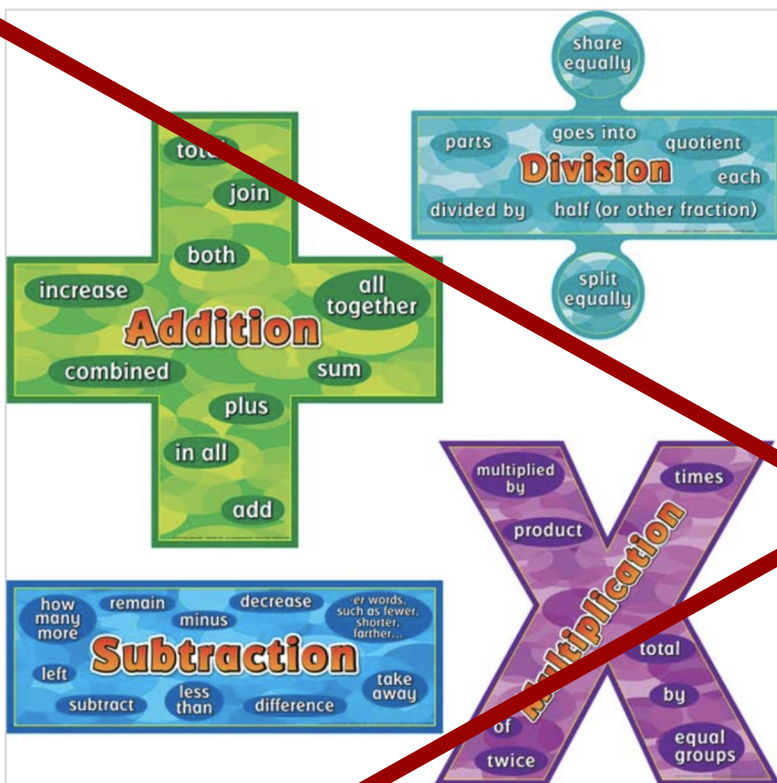 total
join
both
increase
all
together
Addition
combined
sum
plus
in all
add
share
equally
parts
goes into
quotient
Division
each
divided by
half (or other fraction)
split
equally
how
many
more
remain
minus
decrease
-er words,
such as fewer,
shorter,
farther...
Subtraction
left
subtract
less
than
difference
take
away
multiplied
by
times
product
Multiplication
total
by
of
twice
equal
groups